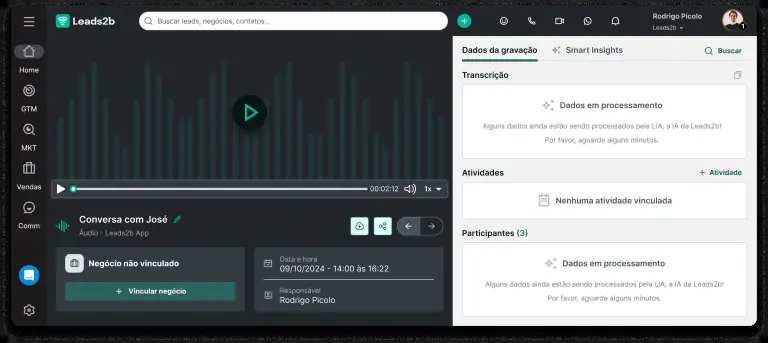 Leads2b
Buscar leads, negócios, contatos...
Rodrigo Picolo
Leads2b
1
Home
GTM
MKT
Vendas
Comm
00:02:12
1x
Conversa com José
Áudio - Leads2b App
Negócio não vinculado
+ Vincular negócio
Data e hora
09/10/2024 - 14:00 às 16:22
Responsável
Rodrigo Picolo
Dados da gravação
Smart Insights
Buscar
Transcrição
Dados em processamento
Alguns dados ainda estão sendo processados pela LIA, a IA da Leads2b!
Por favor, aguarde alguns minutos.
Atividades
+ Atividade
Nenhuma atividade vinculada
Participantes (3)
Dados em processamento
Alguns dados ainda estão sendo processados pela LIA, a IA da Leads2b!
Por favor, aguarde alguns minutos.